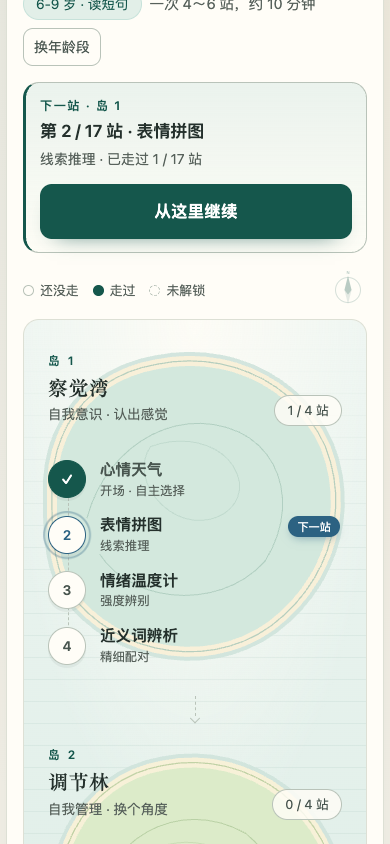 6-9 岁 · 读短句 一次 4～6 站，约 10 分钟
换年龄段
下一站 · 岛 1
第 2 / 17 站 · 表情拼图
线索推理 · 已走过 1 / 17 站
从这里继续
还没走 走过 未解锁
岛 1
察觉湾
自我意识 · 认出感觉
1 / 4 站
心情天气
开场 · 自主选择
2 表情拼图 下一站
线索推理
3 情绪温度计
强度辨别
4 近义词辨析
精细配对
岛 2
调节林
自我管理 · 换个角度
0 / 4 站